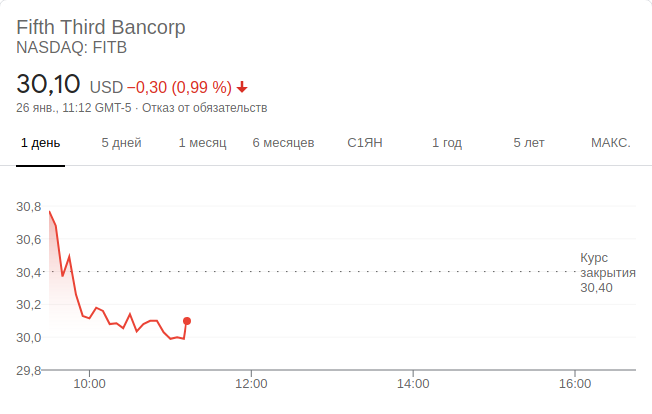 Fifth Third Bancorp
NASDAQ: FITB
30,10 USD −0,30 (0,99 %)
26 янв., 11:12 GMT-5 · Отказ от обязательств
1 день 5 дней 1 месяц 6 месяцев С1ЯН 1 год 5 лет МАКС.
30,8
30,6
30,4
30,2
30,0
29,8
Курс
закрытия
30,40
10:00 12:00 14:00 16:00